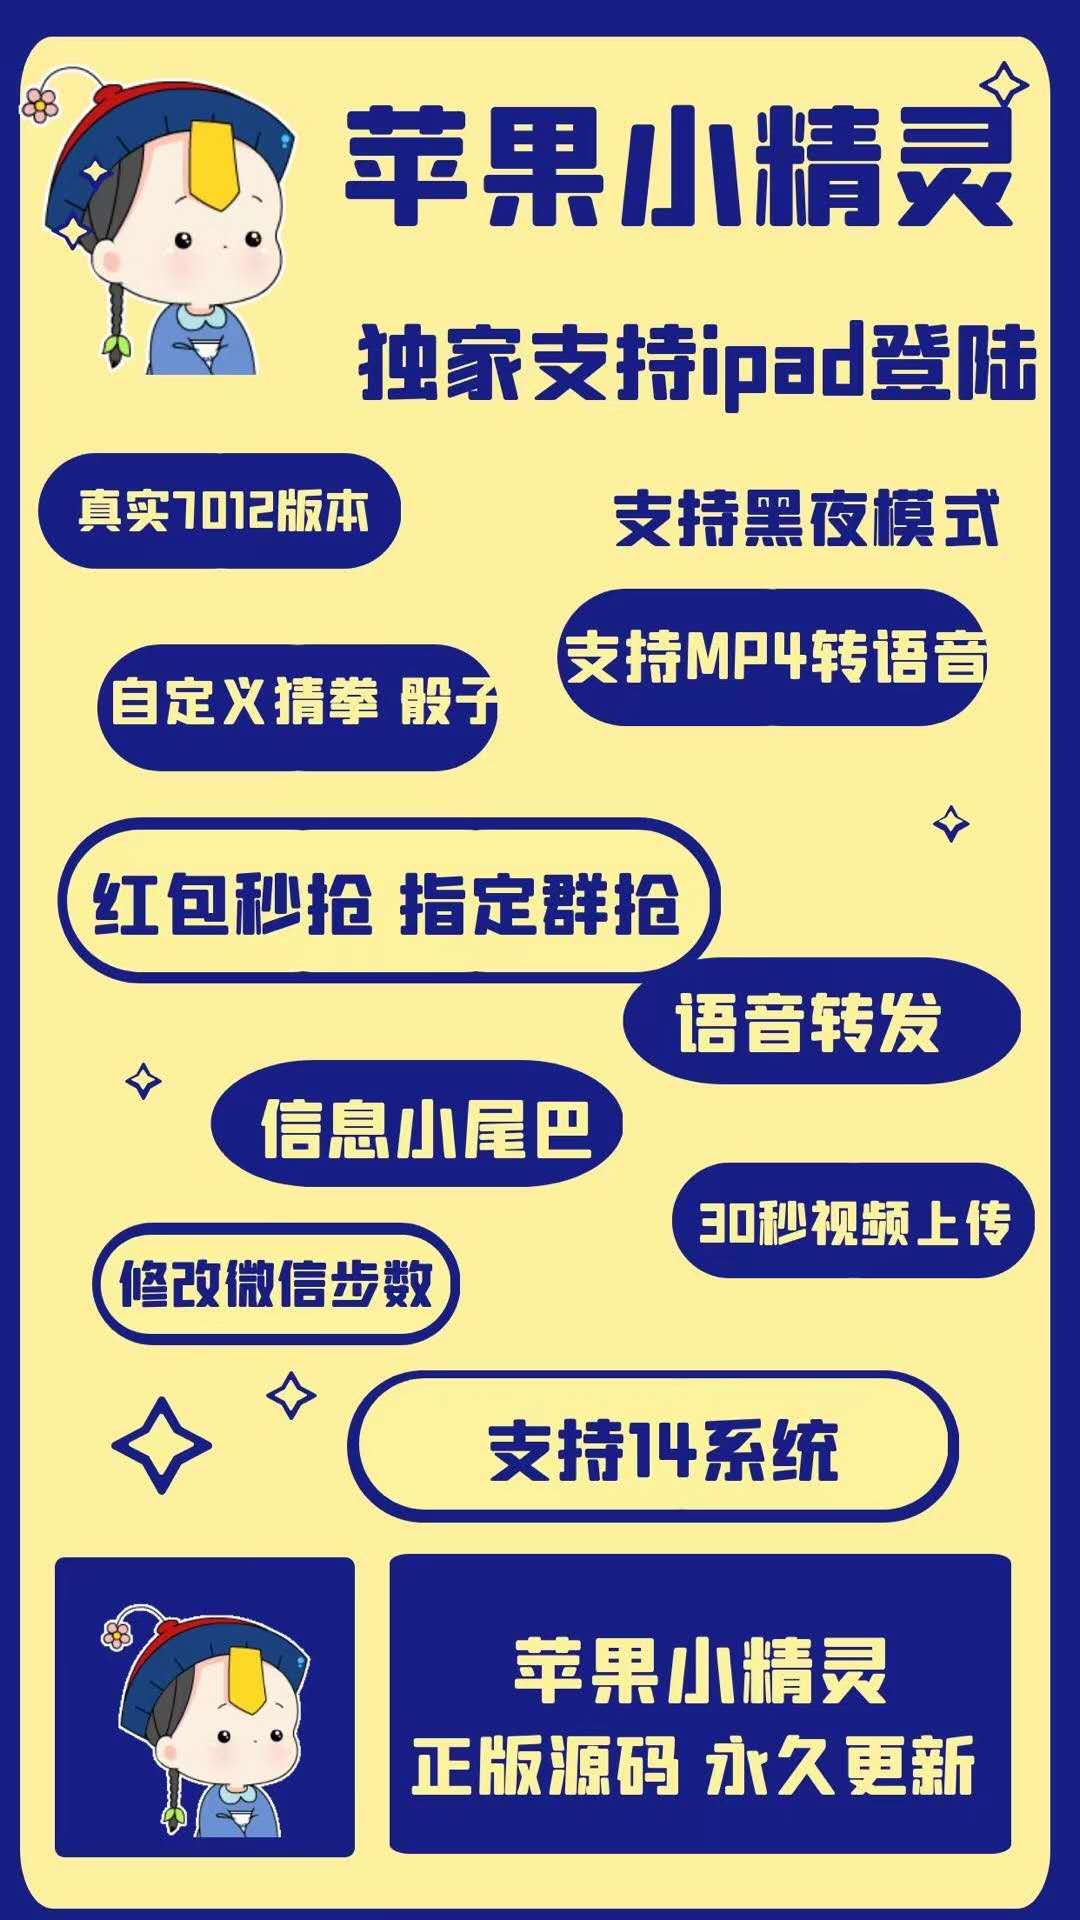 苹果小精灵
独家支持ipad登陆
真实7012版本
支持黑夜模式
支持MP4转语音
自定义猜拳 骰子
红包秒抢 指定群抢
语音转发
信息小尾巴
30秒视频上传
修改微信步数
支持14系统
苹果小精灵
正版源码 永久更新